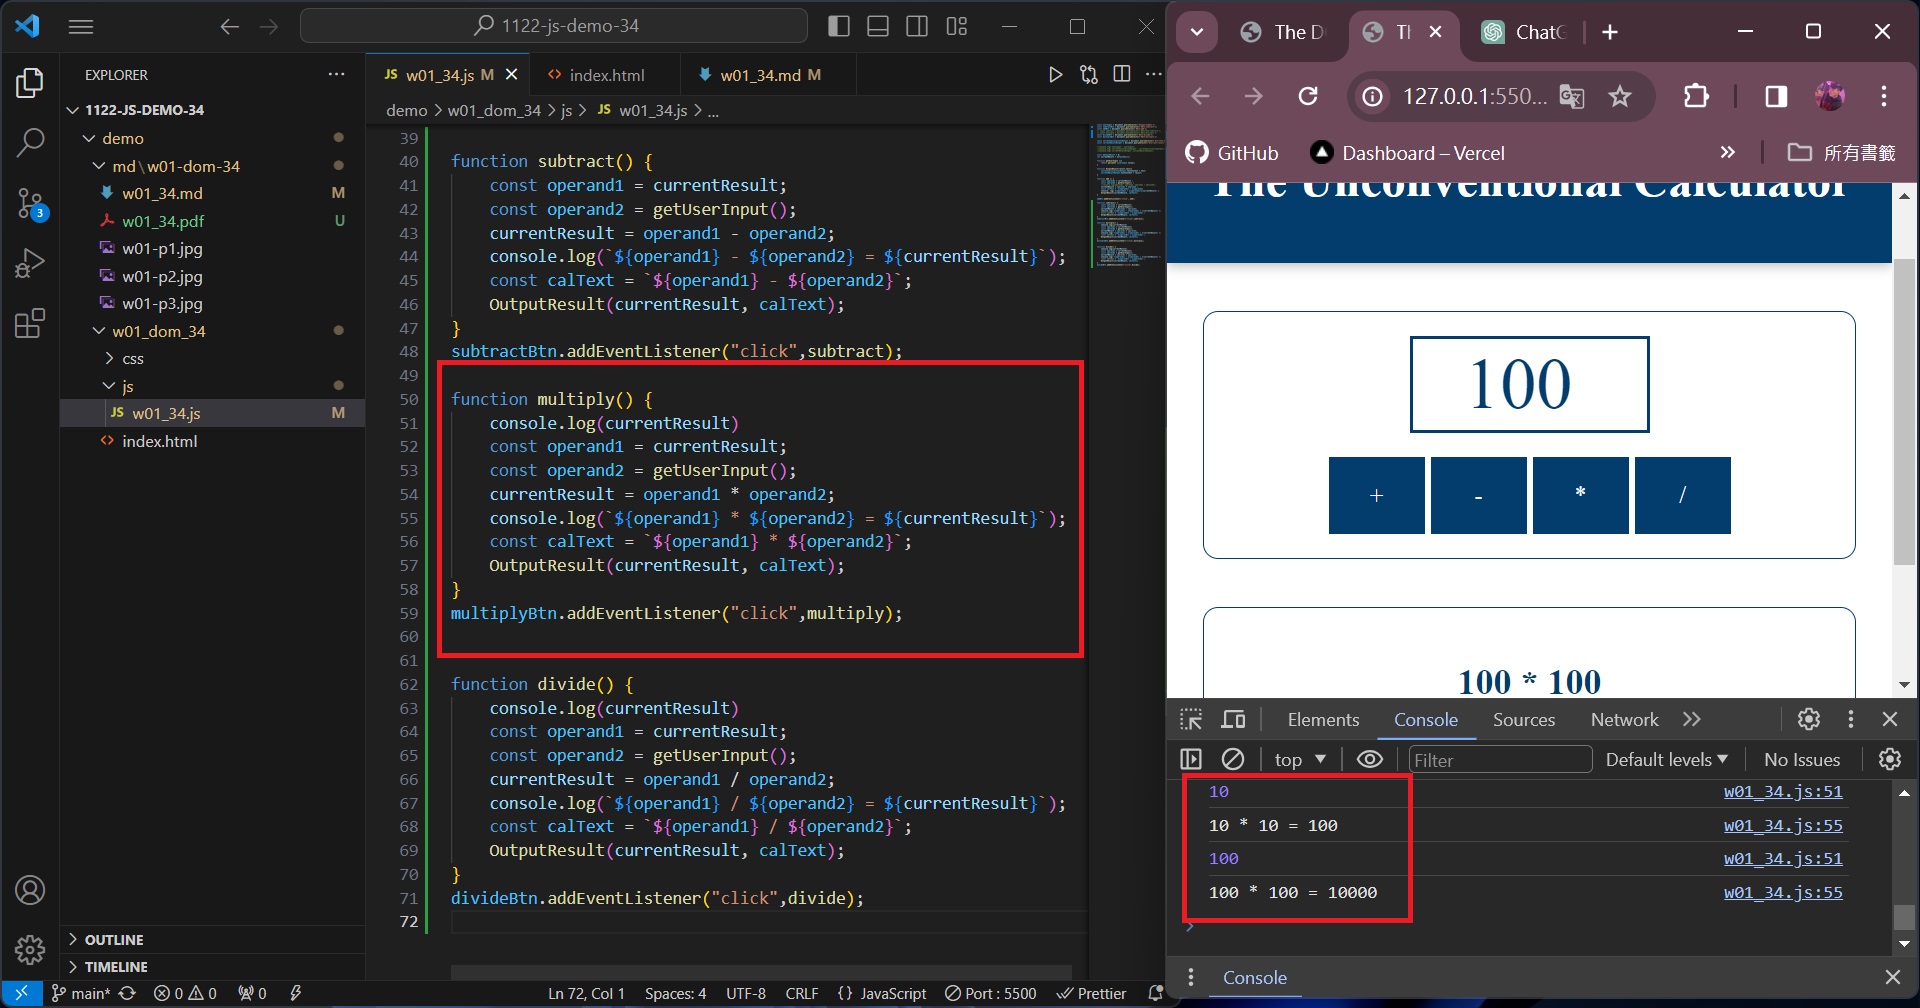 1122-js-demo-34
EXPLORER
1122-JS-DEMO-34
demo
md\w01-dom-34
w01_34.md M
w01_34.pdf U
w01-p1.jpg
w01-p2.jpg
w01-p3.jpg
w01_dom_34
css
js
JS w01_34.js M
index.html
OUTLINE
TIMELINE
3
JS w01_34.js M
index.html
w01_34.md M
demo > w01_dom_34 > js > JS w01_34.js > ...
39
40 function subtract() {
41 const operand1 = currentResult;
42 const operand2 = getUserInput();
43 currentResult = operand1 - operand2;
44 console.log(`${operand1} - ${operand2} = ${currentResult}`);
45 const calText = `${operand1} - ${operand2}`;
46 OutputResult(currentResult, calText);
47 }
48 subtractBtn.addEventListener("click",subtract);
49
50 function multiply() {
51 console.log(currentResult)
52 const operand1 = currentResult;
53 const operand2 = getUserInput();
54 currentResult = operand1 * operand2;
55 console.log(`${operand1} * ${operand2} = ${currentResult}`);
56 const calText = `${operand1} * ${operand2}`;
57 OutputResult(currentResult, calText);
58 }
59 multiplyBtn.addEventListener("click",multiply);
60
61
62 function divide() {
63 console.log(currentResult)
64 const operand1 = currentResult;
65 const operand2 = getUserInput();
66 currentResult = operand1 / operand2;
67 console.log(`${operand1} / ${operand2} = ${currentResult}`);
68 const calText = `${operand1} / ${operand2}`;
69 OutputResult(currentResult, calText);
70 }
71 divideBtn.addEventListener("click",divide);
72
main* 0 0 0 Ln 72, Col 1 Spaces: 4 UTF-8 CRLF {} JavaScript Port : 5500 Prettier
The D
Th
ChatG
127.0.0.1:550...
GitHub
Dashboard – Vercel
所有書籤
The Unconventional Calculator
100
+ - * /
100 * 100
Elements Console Sources Network
top Filter Default levels No Issues
10 w01_34.js:51
10 * 10 = 100 w01_34.js:55
100 w01_34.js:51
100 * 100 = 10000 w01_34.js:55
Console